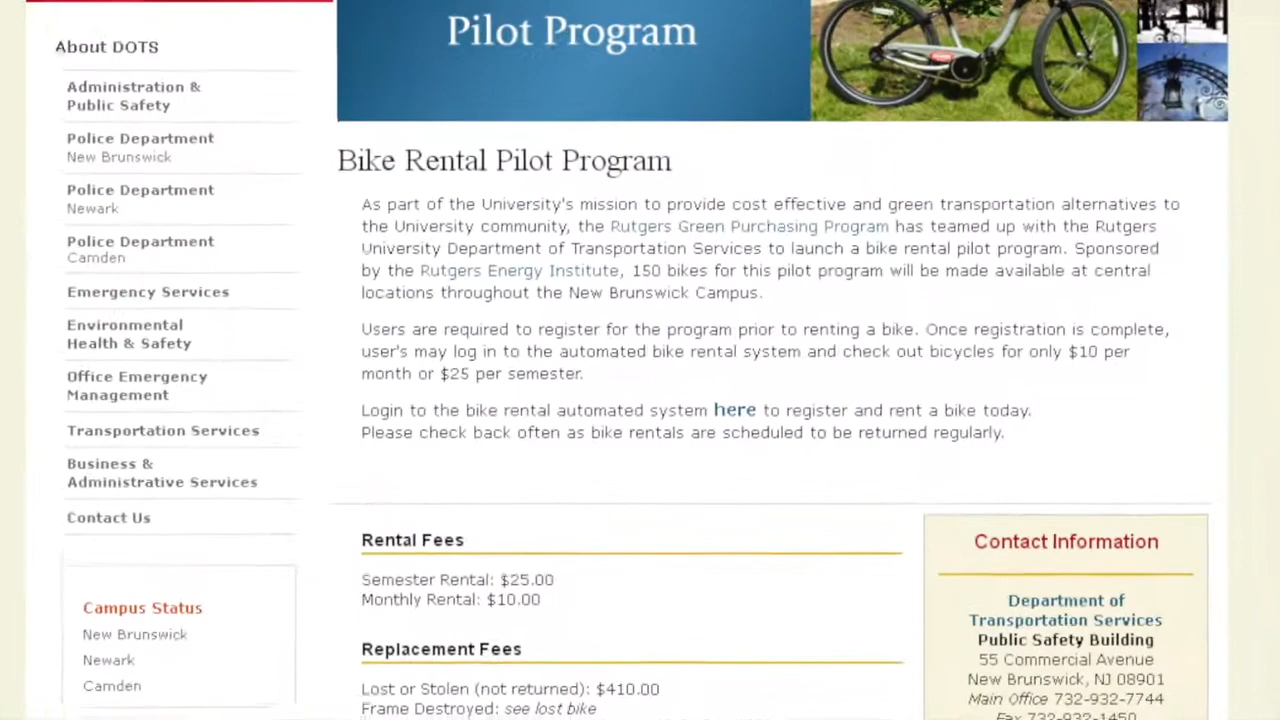 Pilot Program
About DOTS
Administration &
Public Safety
Police Department
New Brunswick
Police Department
Newark
Police Department
Camden
Emergency Services
Environmental
Health & Safety
Office Emergency
Management
Transportation Services
Business &
Administrative Services
Contact Us
Campus Status
New Brunswick
Newark
Camden
Bike Rental Pilot Program
As part of the University's mission to provide cost effective and green transportation alternatives to
the University community, the Rutgers Green Purchasing Program has teamed up with the Rutgers
University Department of Transportation Services to launch a bike rental pilot program. Sponsored
by the Rutgers Energy Institute, 150 bikes for this pilot program will be made available at central
locations throughout the New Brunswick Campus.
Users are required to register for the program prior to renting a bike. Once registration is complete,
user's may log in to the automated bike rental system and check out bicycles for only $10 per
month or $25 per semester.
Login to the bike rental automated system here to register and rent a bike today.
Please check back often as bike rentals are scheduled to be returned regularly.
Rental Fees
Semester Rental: $25.00
Monthly Rental: $10.00
Replacement Fees
Lost or Stolen (not returned): $410.00
Frame Destroyed: see lost bike
Contact Information
Department of
Transportation Services
Public Safety Building
55 Commercial Avenue
New Brunswick, NJ 08901
Main Office 732-932-7744
Fax 732-932-1450